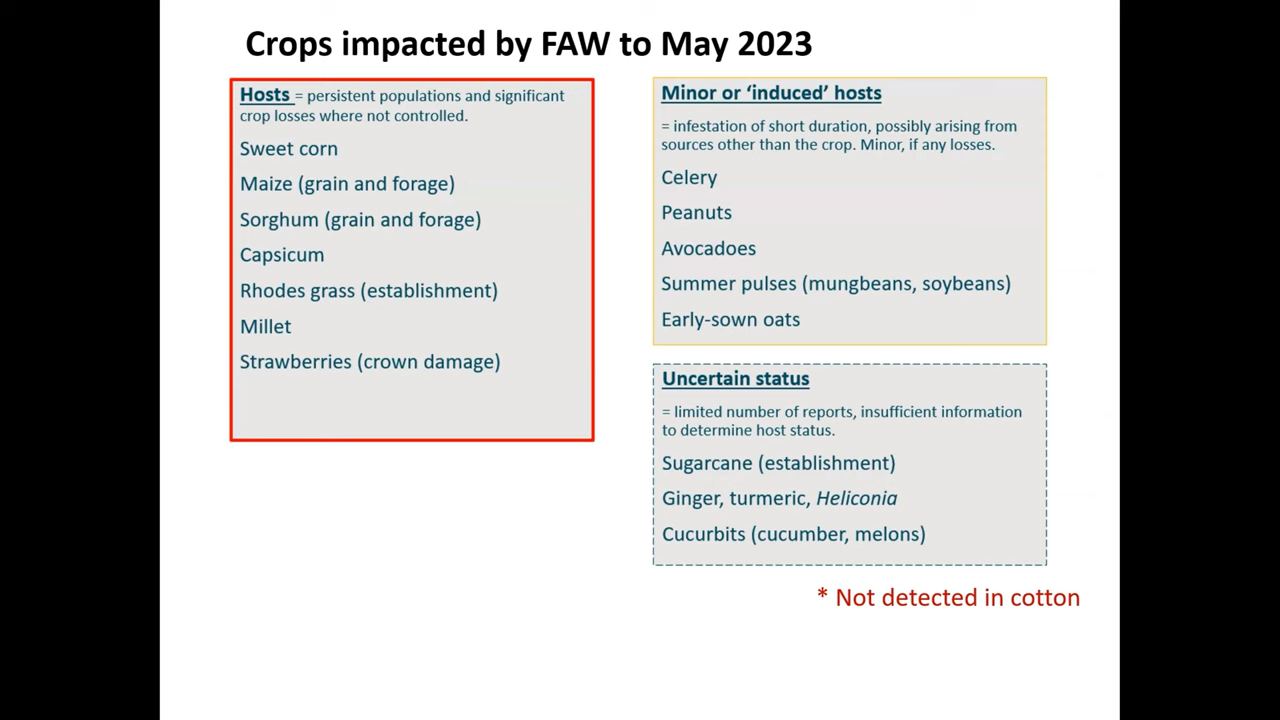 Crops impacted by FAW to May 2023
Hosts = persistent populations and significant
crop losses where not controlled.
Sweet corn
Maize (grain and forage)
Sorghum (grain and forage)
Capsicum
Rhodes grass (establishment)
Millet
Strawberries (crown damage)
Minor or ‘induced’ hosts
= infestation of short duration, possibly arising from
sources other than the crop. Minor, if any losses.
Celery
Peanuts
Avocadoes
Summer pulses (mungbeans, soybeans)
Early-sown oats
Uncertain status
= limited number of reports, insufficient information
to determine host status.
Sugarcane (establishment)
Ginger, turmeric, Heliconia
Cucurbits (cucumber, melons)
* Not detected in cotton